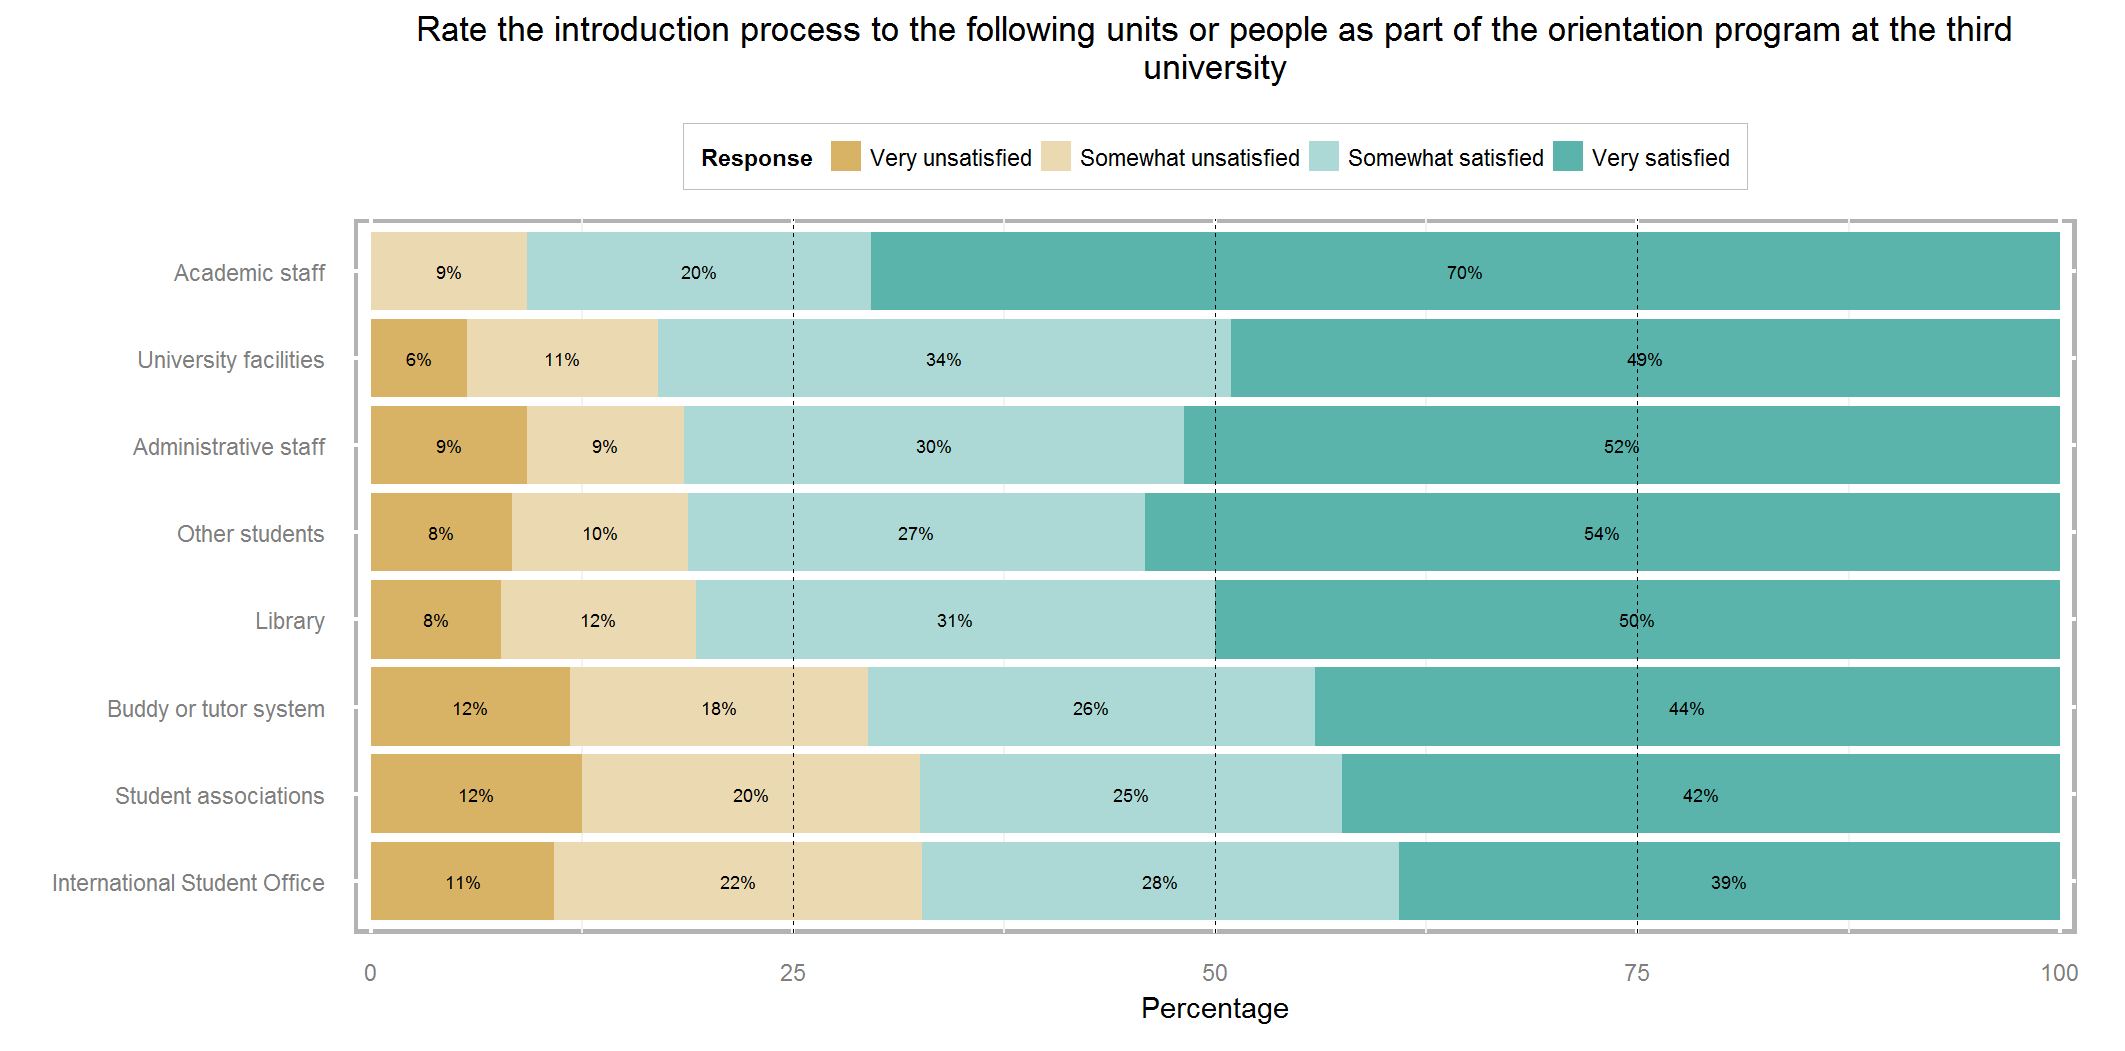 Rate the introduction process to the following units or people as part of the orientation program at the third
university
Response Very unsatisfied Somewhat unsatisfied Somewhat satisfied Very satisfied
Academic staff 9% 20% 70%
University facilities 6% 11% 34% 49%
Administrative staff 9% 9% 30% 52%
Other students 8% 10% 27% 54%
Library 8% 12% 31% 50%
Buddy or tutor system 12% 18% 26% 44%
Student associations 12% 20% 25% 42%
International Student Office 11% 22% 28% 39%
0 25 50 75 100
Percentage